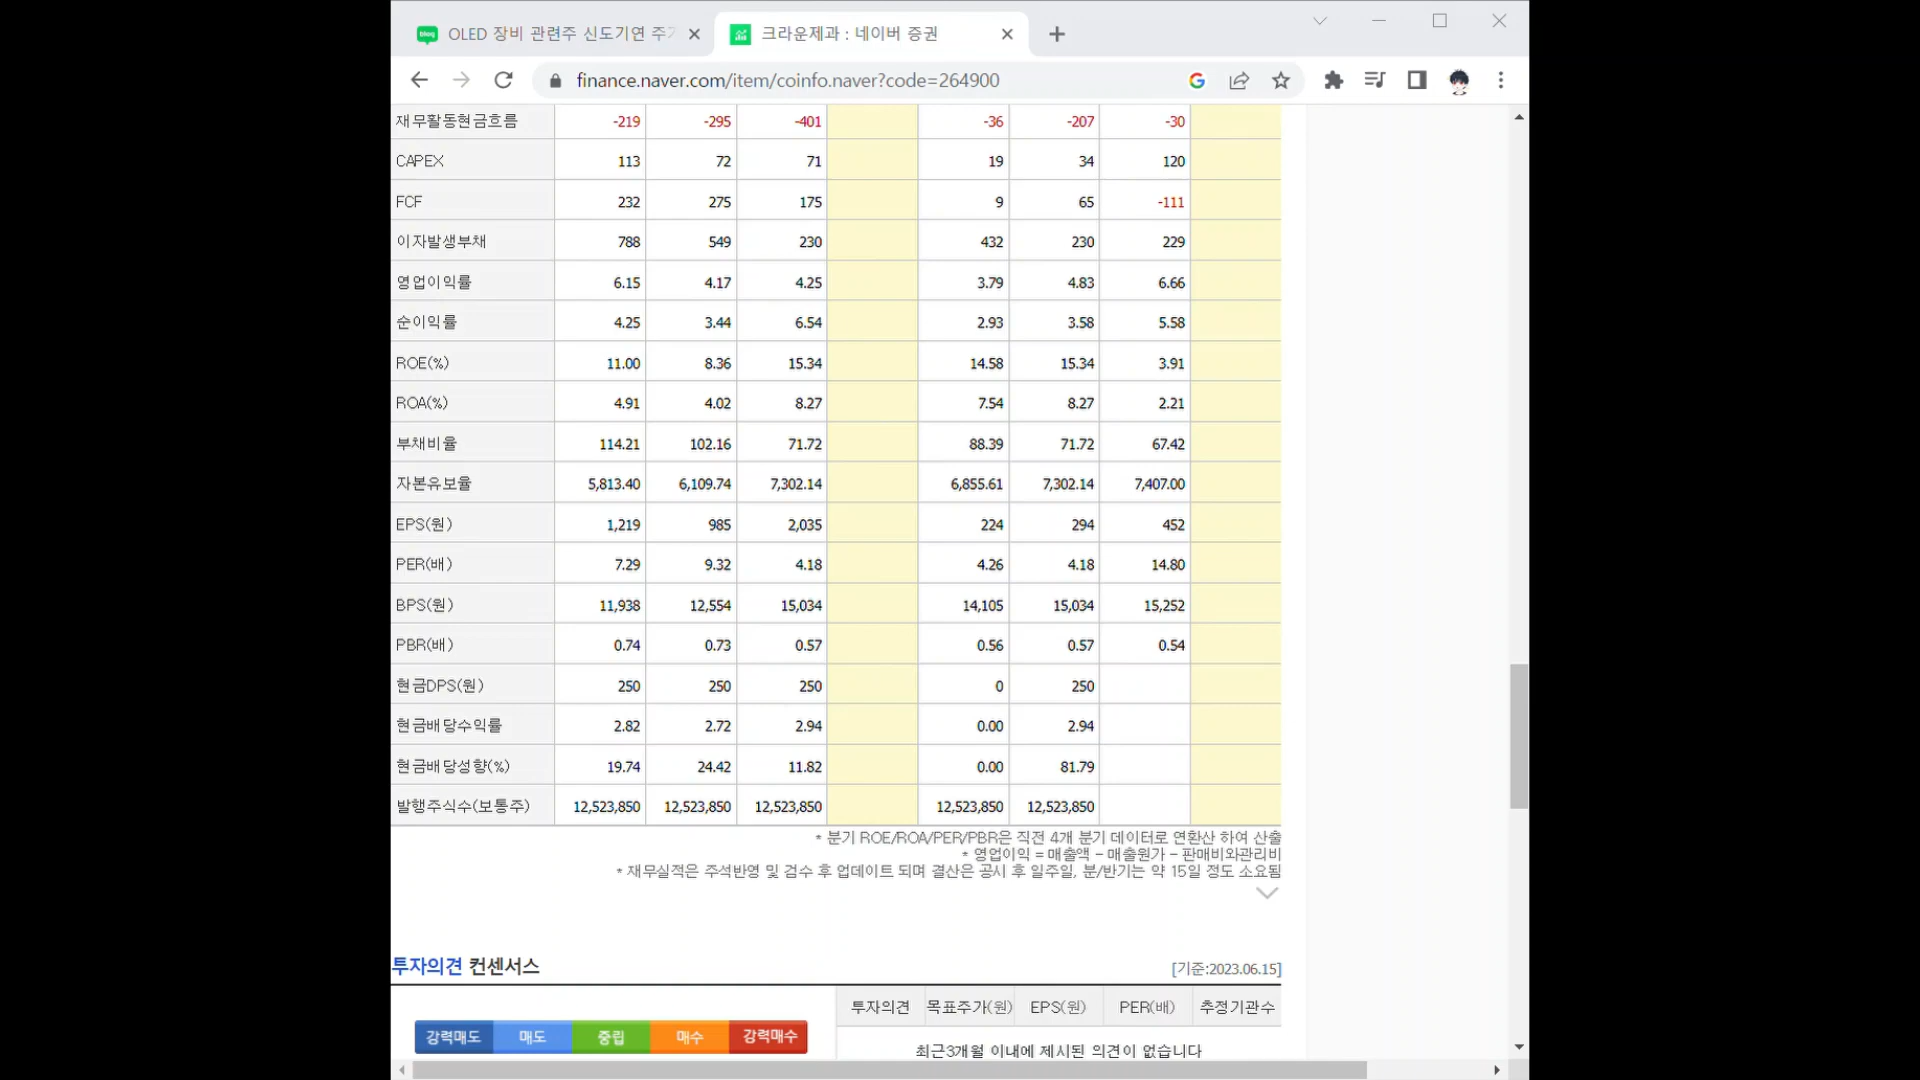 OLED 장비 관련주 신도기연 주가
크라운제과 : 네이버 증권
finance.naver.com/item/coinfo.naver?code=264900
재무활동현금흐름 -219 -295 -401 -36 -207 -30
CAPEX 113 72 71 19 34 120
FCF 232 275 175 9 65 -111
이자발생부채 788 549 230 432 230 229
영업이익률 6.15 4.17 4.25 3.79 4.83 6.66
순이익률 4.25 3.44 6.54 2.93 3.58 5.58
ROE(%) 11.00 8.36 15.34 14.58 15.34 3.91
ROA(%) 4.91 4.02 8.27 7.54 8.27 2.21
부채비율 114.21 102.16 71.72 88.39 71.72 67.42
자본유보율 5,813.40 6,109.74 7,302.14 6,855.61 7,302.14 7,407.00
EPS(원) 1,219 985 2,035 224 294 452
PER(배) 7.29 9.32 4.18 4.26 4.18 14.80
BPS(원) 11,938 12,554 15,034 14,105 15,034 15,252
PBR(배) 0.74 0.73 0.57 0.56 0.57 0.54
현금DPS(원) 250 250 250 0 250
현금배당수익률 2.82 2.72 2.94 0.00 2.94
현금배당성향(%) 19.74 24.42 11.82 0.00 81.79
발행주식수(보통주) 12,523,850 12,523,850 12,523,850 12,523,850 12,523,850
* 분기 ROE/ROA/PER/PBR은 직전 4개 분기 데이터로 연환산 하여 산출
* 영업이익 = 매출액 - 매출원가 - 판매비와관리비
* 재무실적은 주석반영 및 검수 후 업데이트 되며 결산은 공시 후 일주일, 분/반기는 약 15일 정도 소요됨
투자의견 컨센서스 [기준:2023.06.15]
투자의견 목표주가(원) EPS(원) PER(배) 추정기관수
강력매도 매도 중립 매수 강력매수
최근3개월 이내에 제시된 의견이 없습니다